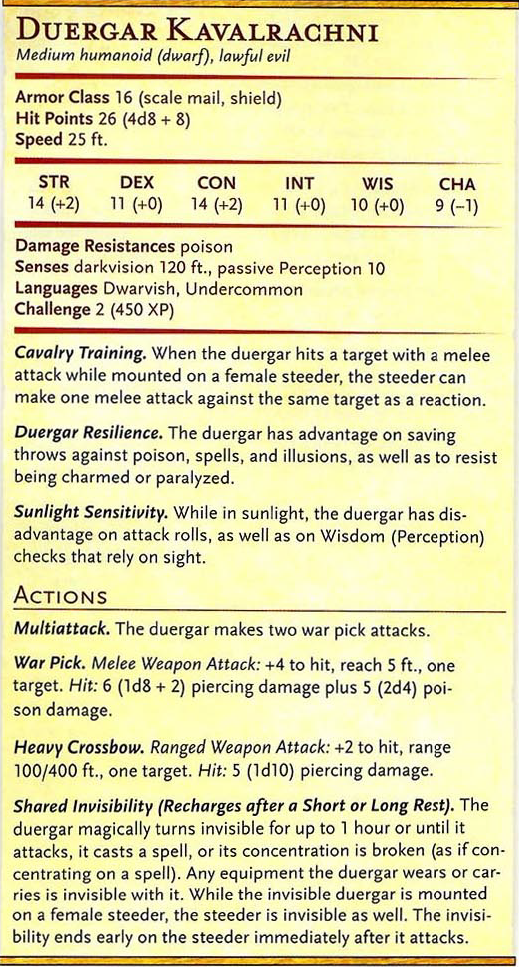 DUERGAR KAVALRACHNI
Medium humanoid (dwarf), lawful evil
Armor Class 16 (scale mail, shield)
Hit Points 26 (4d8 + 8)
Speed 25 ft.
STR DEX CON INT WIS CHA
14 (+2) 11 (+0) 14 (+2) 11 (+0) 10 (+0) 9 (–1)
Damage Resistances poison
Senses darkvision 120 ft., passive Perception 10
Languages Dwarvish, Undercommon
Challenge 2 (450 XP)
Cavalry Training. When the duergar hits a target with a melee
attack while mounted on a female steeder, the steeder can
make one melee attack against the same target as a reaction.
Duergar Resilience. The duergar has advantage on saving
throws against poison, spells, and illusions, as well as to resist
being charmed or paralyzed.
Sunlight Sensitivity. While in sunlight, the duergar has dis-
advantage on attack rolls, as well as on Wisdom (Perception)
checks that rely on sight.
ACTIONS
Multiattack. The duergar makes two war pick attacks.
War Pick. Melee Weapon Attack: +4 to hit, reach 5 ft., one
target. Hit: 6 (1d8 + 2) piercing damage plus 5 (2d4) poi-
son damage.
Heavy Crossbow. Ranged Weapon Attack: +2 to hit, range
100/400 ft., one target. Hit: 5 (1d10) piercing damage.
Shared Invisibility (Recharges after a Short or Long Rest). The
duergar magically turns invisible for up to 1 hour or until it
attacks, it casts a spell, or its concentration is broken (as if con-
centrating on a spell). Any equipment the duergar wears or car-
ries is invisible with it. While the invisible duergar is mounted
on a female steeder, the steeder is invisible as well. The invisi-
bility ends early on the steeder immediately after it attacks.